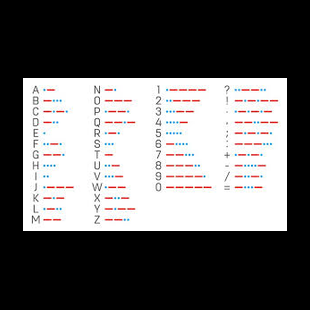 A N 1 ?
B O 2 !
C P 3 .
D Q 4 ,
E R 5 ;
F S 6 :
G T 7 +
H U 8 -
I V 9 /
J W 0 =
K X
L Y
M Z